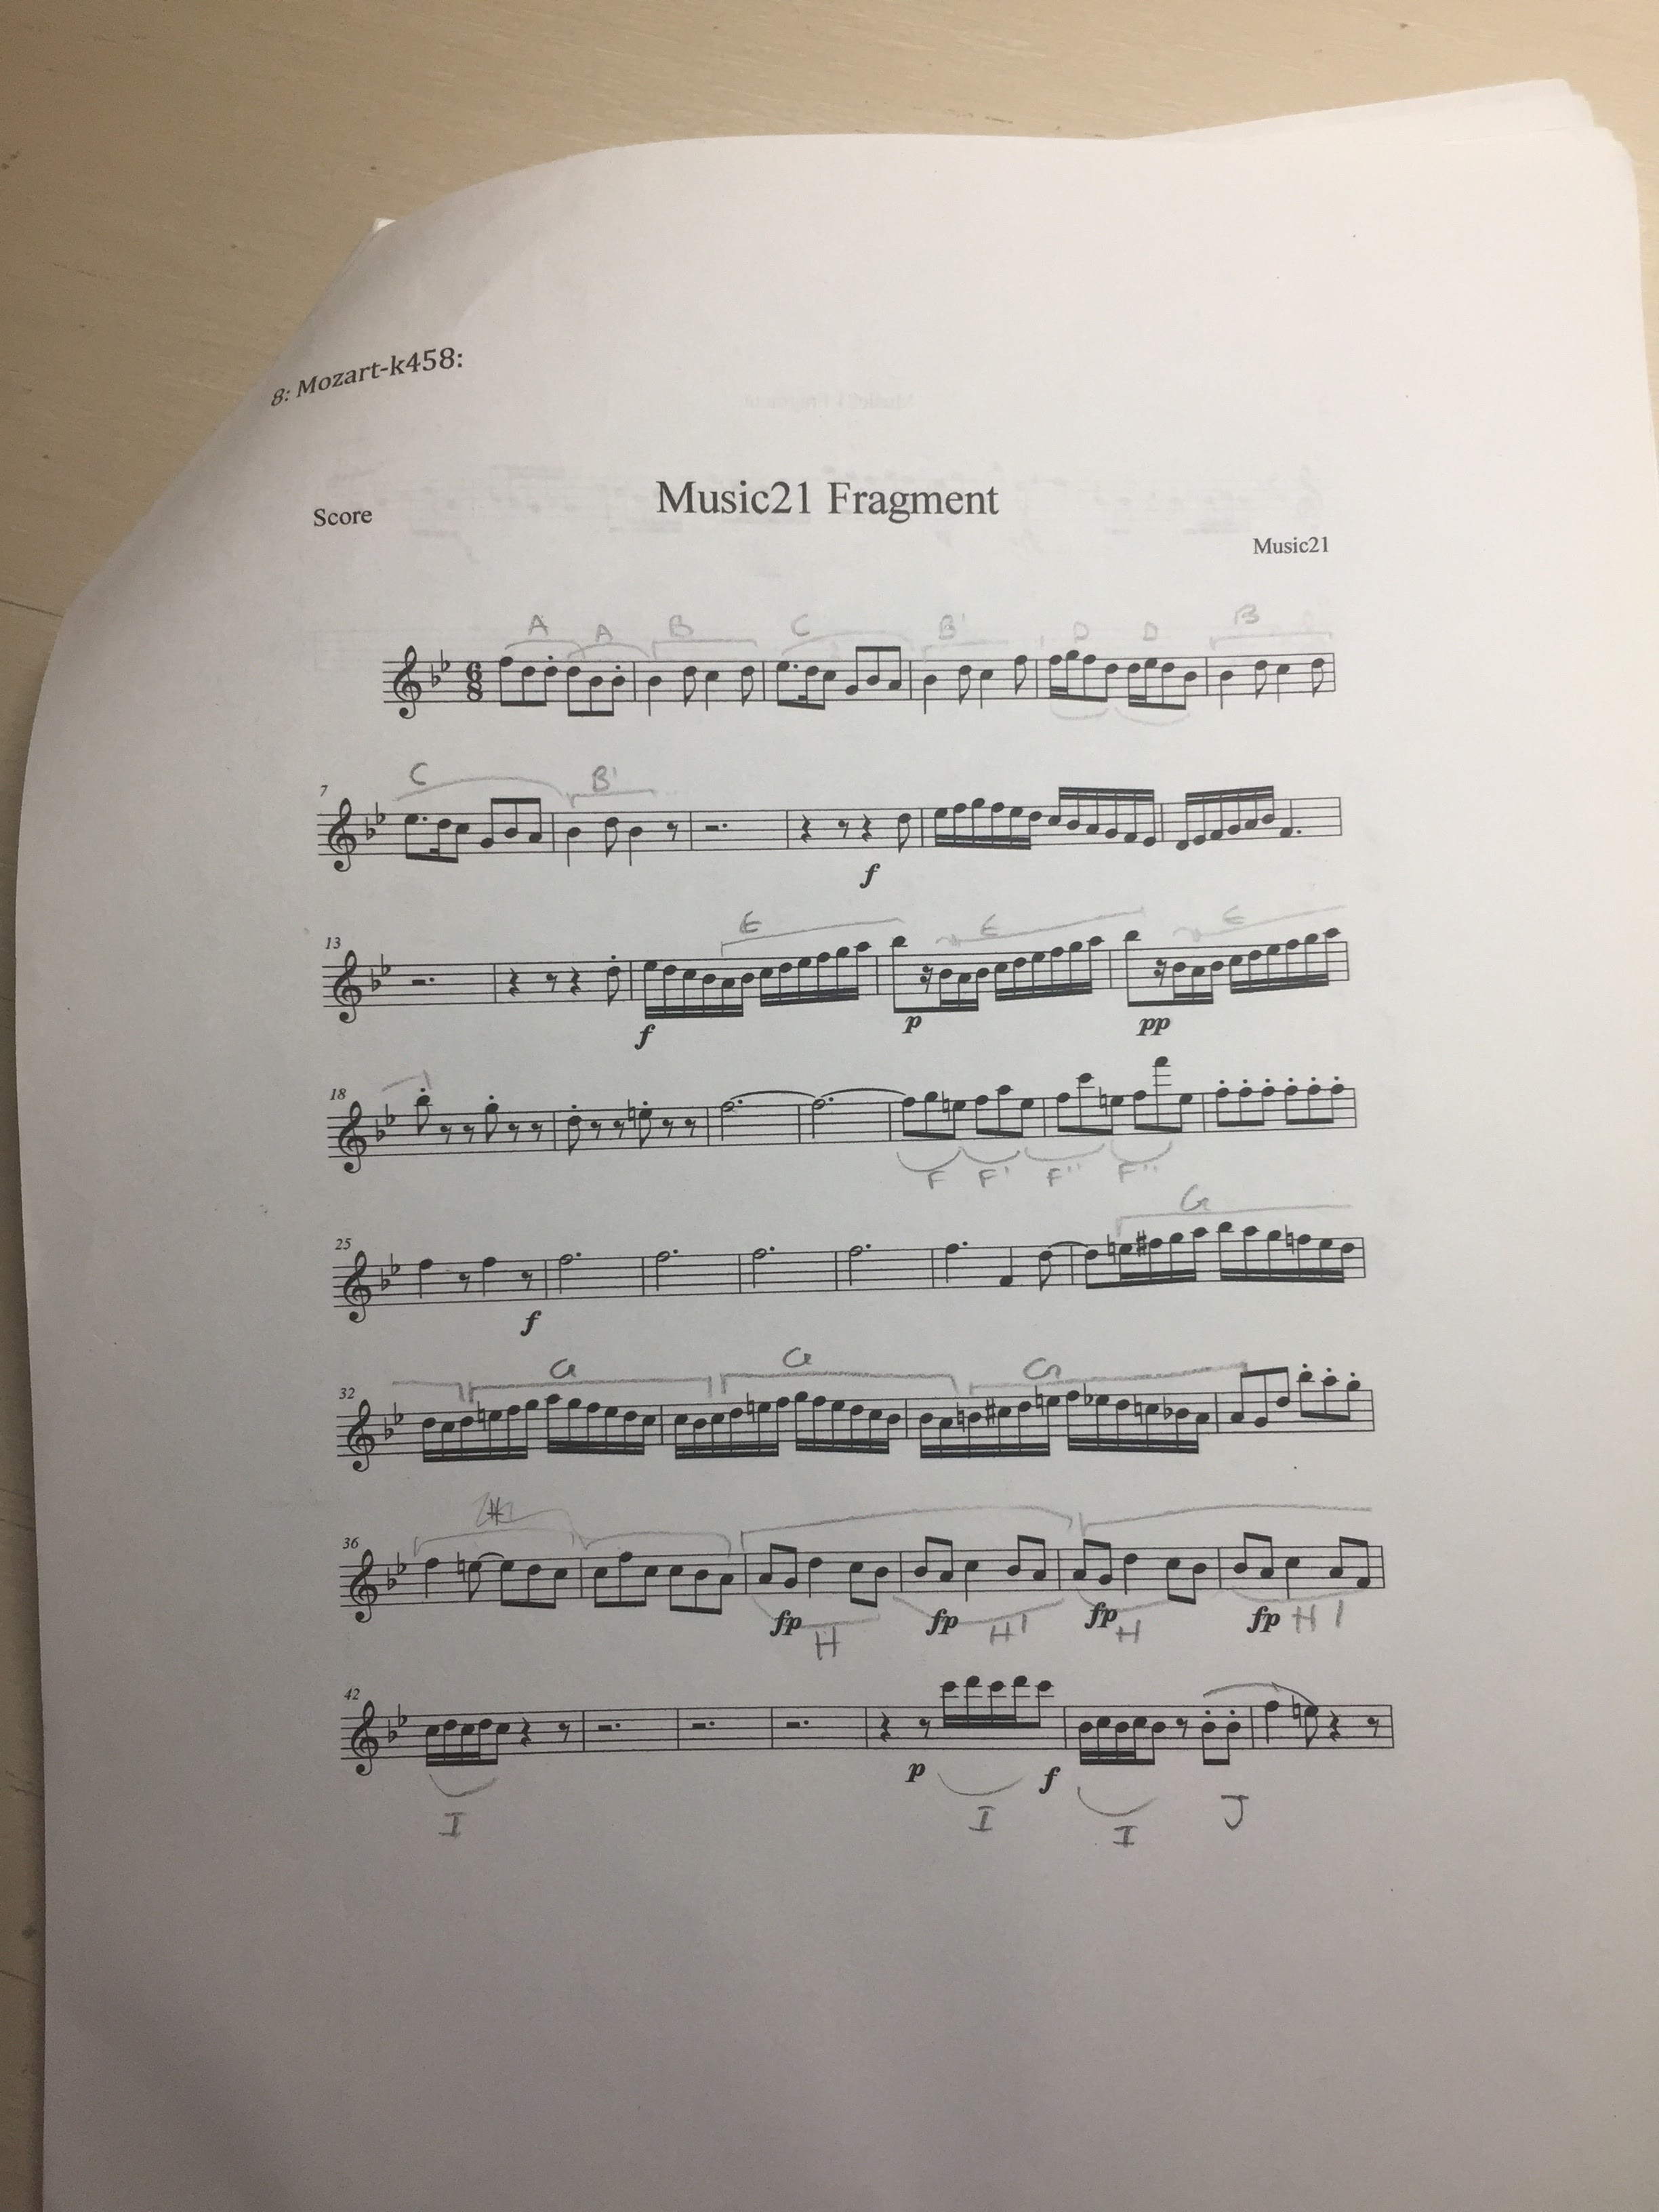 8: Mozart-k458:
Music21 Fragment
Score
Music21
A A B C B' D D B
6
8
7
C B'
f
13
E E E
f p pp
18
F F' F'' F''
25
G
f
32
G G G
36
fp fp fp fp
H H' H H'
42
p f
I I I J